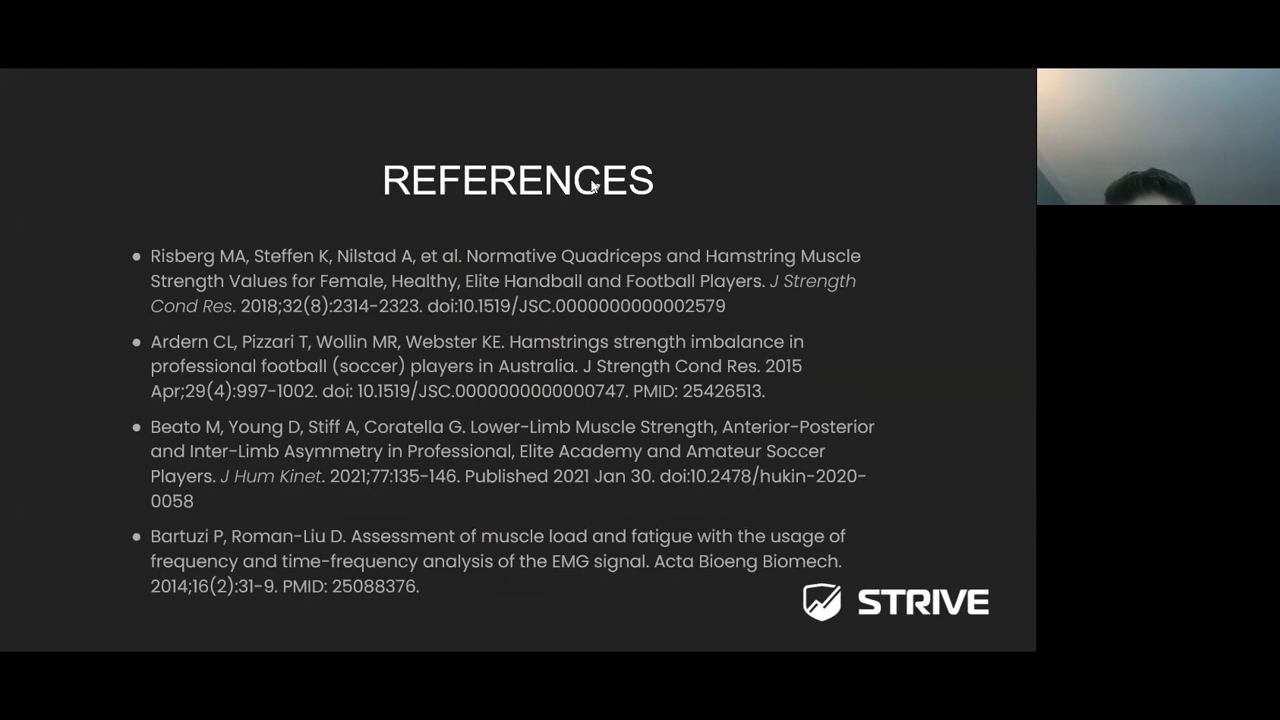 REFERENCES
● Risberg MA, Steffen K, Nilstad A, et al. Normative Quadriceps and Hamstring Muscle
Strength Values for Female, Healthy, Elite Handball and Football Players. J Strength
Cond Res. 2018;32(8):2314-2323. doi:10.1519/JSC.0000000000002579
● Ardern CL, Pizzari T, Wollin MR, Webster KE. Hamstrings strength imbalance in
professional football (soccer) players in Australia. J Strength Cond Res. 2015
Apr;29(4):997-1002. doi: 10.1519/JSC.0000000000000747. PMID: 25426513.
● Beato M, Young D, Stiff A, Coratella G. Lower-Limb Muscle Strength, Anterior-Posterior
and Inter-Limb Asymmetry in Professional, Elite Academy and Amateur Soccer
Players. J Hum Kinet. 2021;77:135-146. Published 2021 Jan 30. doi:10.2478/hukin-2020-
0058
● Bartuzi P, Roman-Liu D. Assessment of muscle load and fatigue with the usage of
frequency and time-frequency analysis of the EMG signal. Acta Bioeng Biomech.
2014;16(2):31-9. PMID: 25088376.
STRIVE